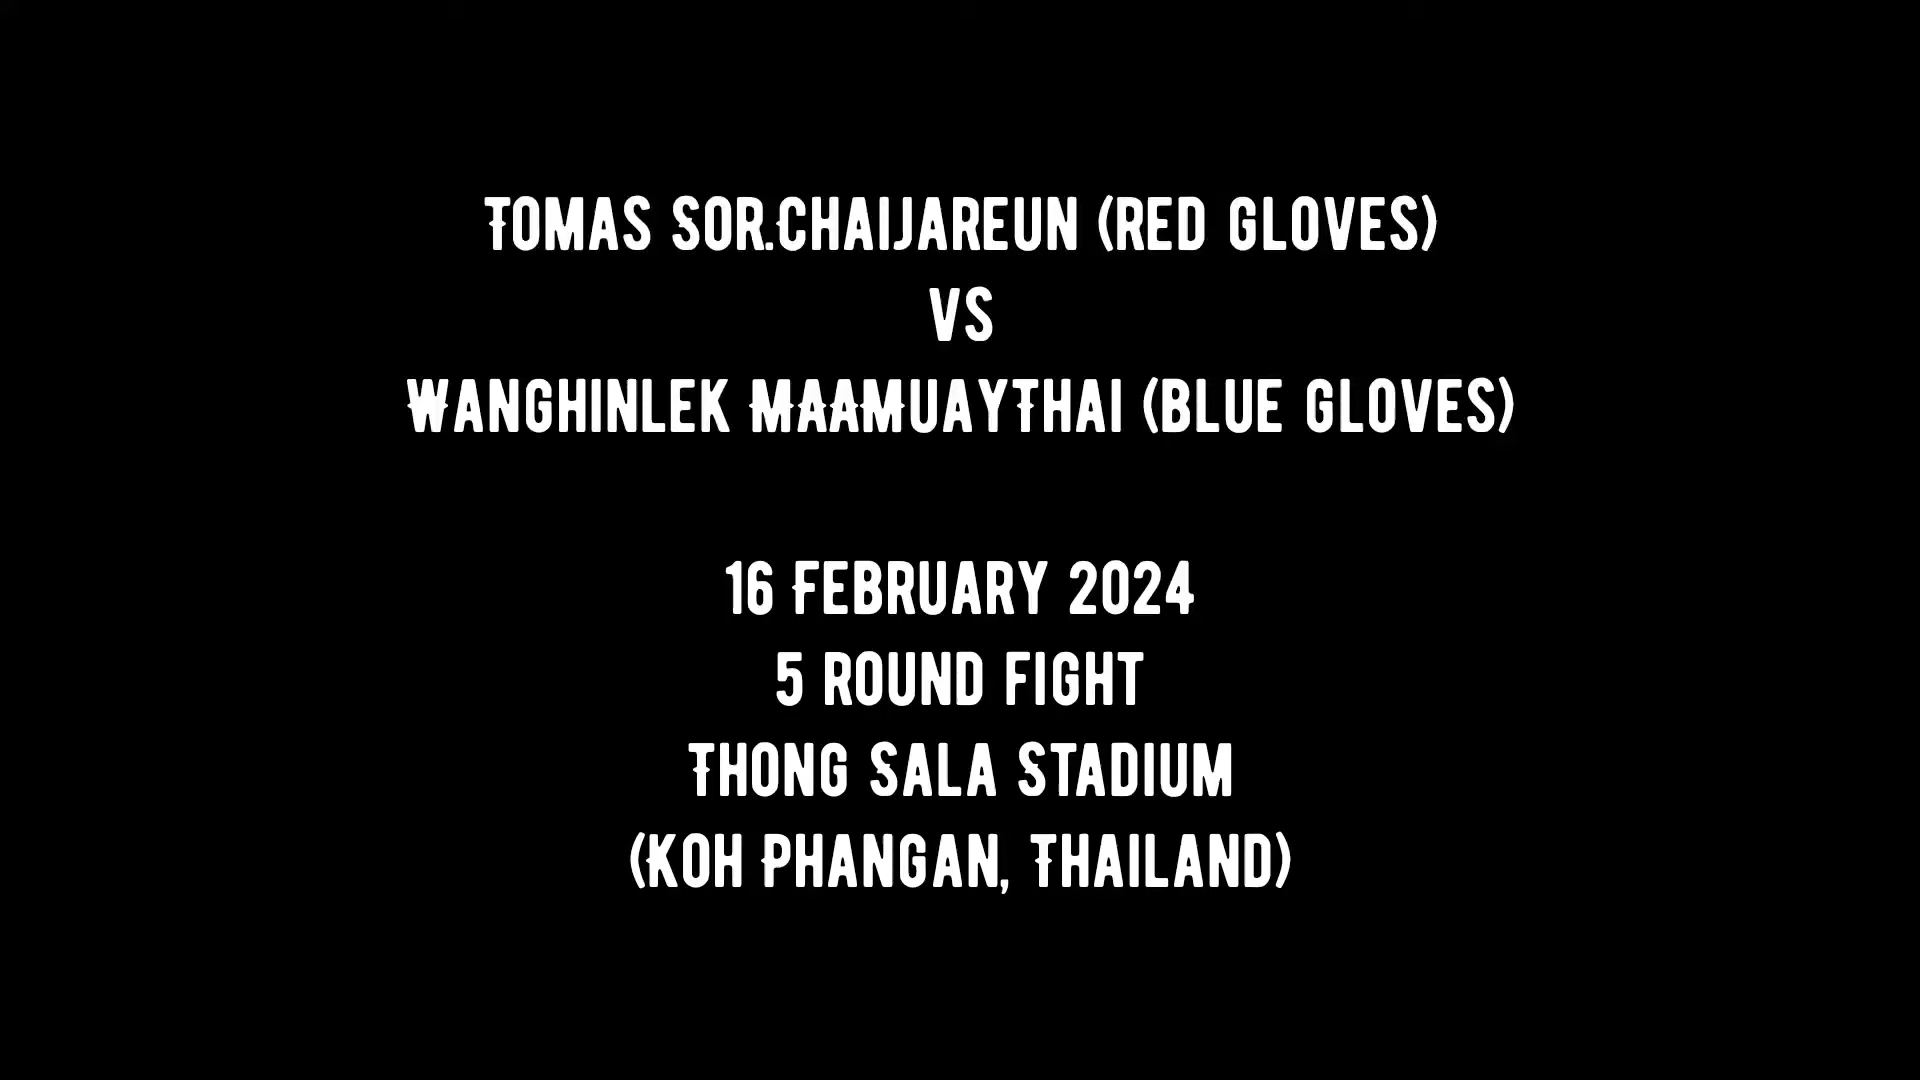 Tomas Sor.Chaijareun (Red Gloves)
vs
Wanghinlek MaaMuayThai (Blue Gloves)
16 February 2024
5 Round Fight
Thong Sala Stadium
(Koh Phangan, Thailand)